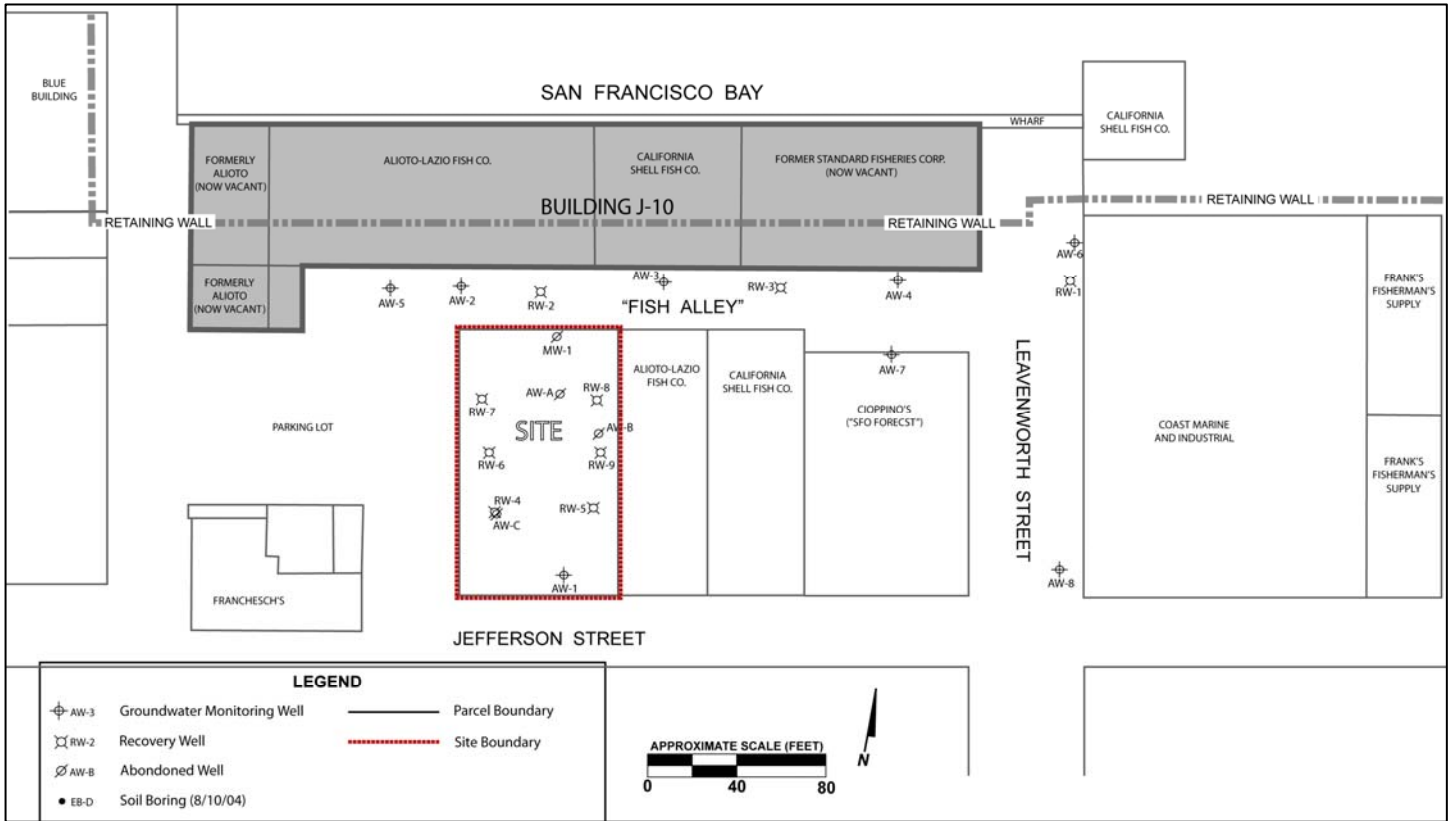 BLUE
BUILDING
SAN FRANCISCO BAY
WHARF
CALIFORNIA
SHELL FISH CO.
FORMERLY
ALIOTO
(NOW VACANT)
ALIOTO-LAZIO FISH CO.
CALIFORNIA
SHELL FISH CO.
FORMER STANDARD FISHERIES CORP.
(NOW VACANT)
BUILDING J-10
RETAINING WALL
RETAINING WALL
RETAINING WALL
FORMERLY
ALIOTO
(NOW VACANT)
AW-5
AW-2
RW-2
AW-3
RW-3
AW-4
AW-6
RW-1
"FISH ALLEY"
MW-1
AW-A
RW-8
RW-7
SITE
AW-B
RW-6
RW-9
RW-4
AW-C
RW-5
AW-1
ALIOTO-LAZIO
FISH CO.
CALIFORNIA
SHELL FISH CO.
AW-7
CIOPPINO'S
("SFO FORECST")
LEAVENWORTH STREET
AW-8
COAST MARINE
AND INDUSTRIAL
FRANK'S
FISHERMAN'S
SUPPLY
FRANK'S
FISHERMAN'S
SUPPLY
PARKING LOT
FRANCHESCH'S
JEFFERSON STREET
LEGEND
AW-3 Groundwater Monitoring Well
RW-2 Recovery Well
AW-B Abandoned Well
EB-D Soil Boring (8/10/04)
Parcel Boundary
Site Boundary
APPROXIMATE SCALE (FEET)
0 40 80
N